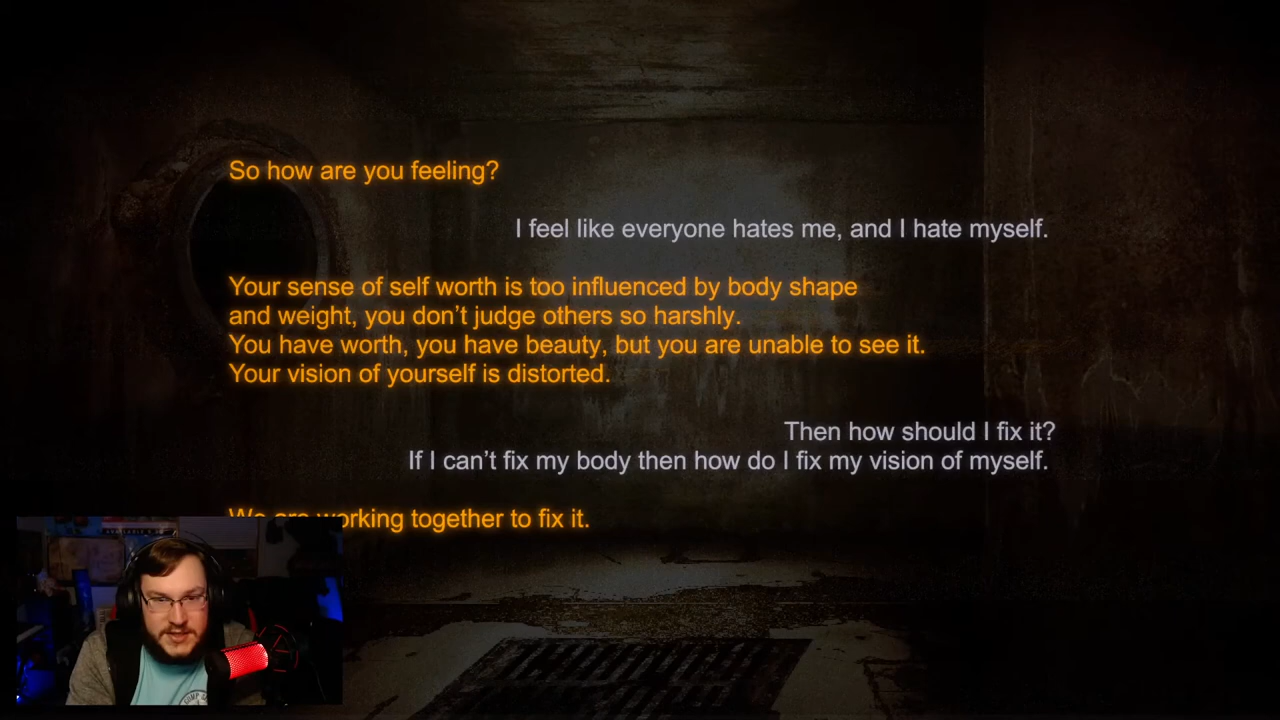 So how are you feeling?
I feel like everyone hates me, and I hate myself.
Your sense of self worth is too influenced by body shape
and weight, you don't judge others so harshly.
You have worth, you have beauty, but you are unable to see it.
Your vision of yourself is distorted.
Then how should I fix it?
If I can't fix my body then how do I fix my vision of myself.
We are working together to fix it.